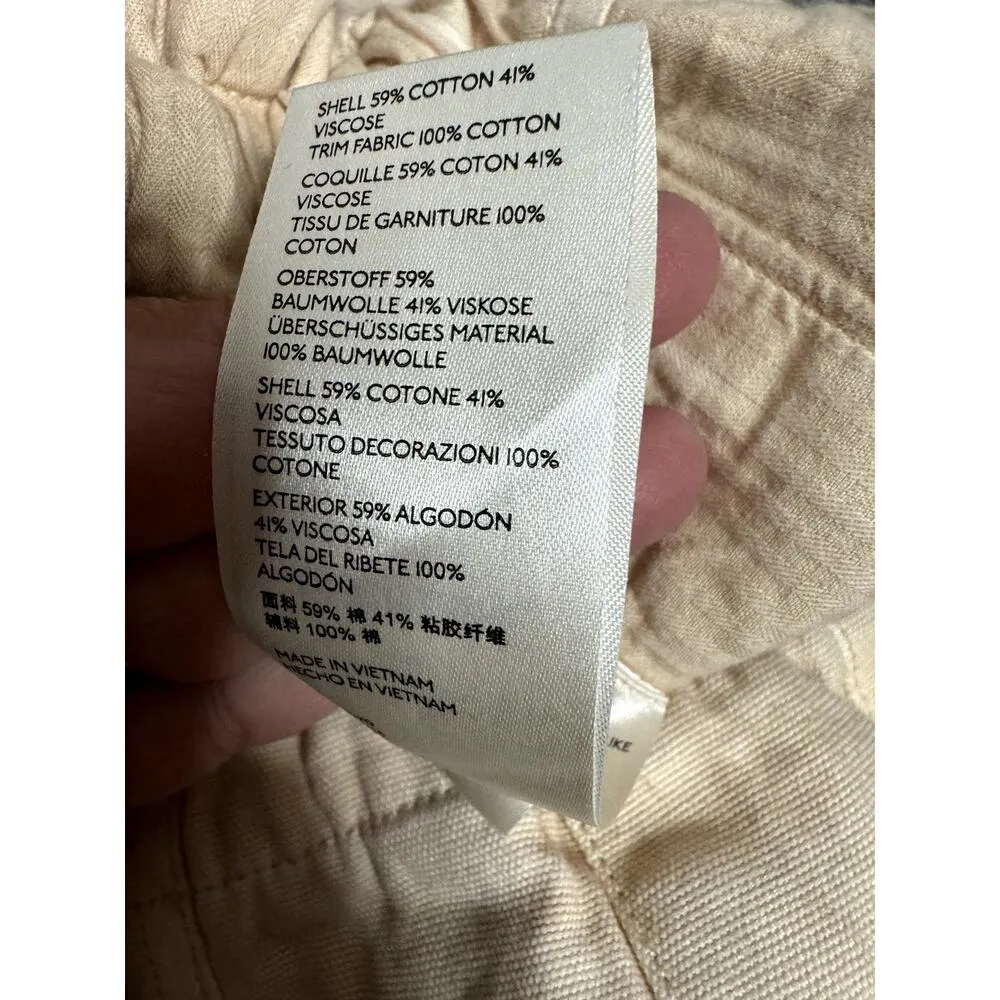 SHELL 59% COTTON 41%
VISCOSE
TRIM FABRIC 100% COTTON
COQUILLE 59% COTON 41%
VISCOSE
TISSU DE GARNITURE 100%
COTON
OBERSTOFF 59%
BAUMWOLLE 41% VISKOSE
ÜBERSCHÜSSIGES MATERIAL
100% BAUMWOLLE
SHELL 59% COTONE 41%
VISCOSA
TESSUTO DECORAZIONI 100%
COTONE
EXTERIOR 59% ALGODÓN
41% VISCOSA
TELA DEL RIBETE 100%
ALGODÓN
面料 59% 棉 41% 粘胶纤维
辅料 100% 棉
MADE IN VIETNAM
HECHO EN VIETNAM